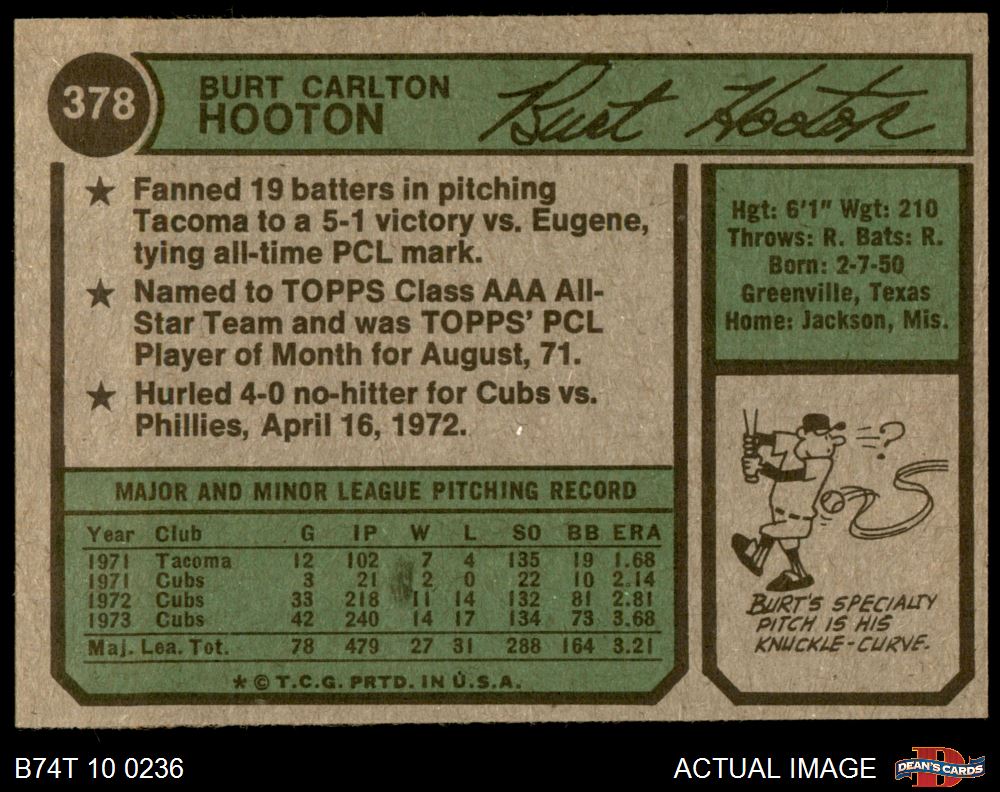 378
BURT CARLTON
HOOTON
Burt Hooton
★ Fanned 19 batters in pitching
Tacoma to a 5-1 victory vs. Eugene,
tying all-time PCL mark.
★ Named to TOPPS Class AAA All-
Star Team and was TOPPS' PCL
Player of Month for August, 71.
★ Hurled 4-0 no-hitter for Cubs vs.
Phillies, April 16, 1972.
MAJOR AND MINOR LEAGUE PITCHING RECORD
Year Club G IP W L SO BB ERA
1971 Tacoma 12 102 7 4 135 19 1.68
1971 Cubs 3 21 2 0 22 10 2.14
1972 Cubs 33 218 11 14 132 81 2.81
1973 Cubs 42 240 14 17 134 73 3.68
Maj. Lea. Tot. 78 479 27 31 288 164 3.21
* © T.C.G. PRTD. IN U.S.A.
Hgt: 6'1" Wgt: 210
Throws: R. Bats: R.
Born: 2-7-50
Greenville, Texas
Home: Jackson, Mis.
?
BURT'S SPECIALTY
PITCH IS HIS
KNUCKLE-CURVE.
B74T 10 0236
ACTUAL IMAGE
D
DEAN'S CARDS